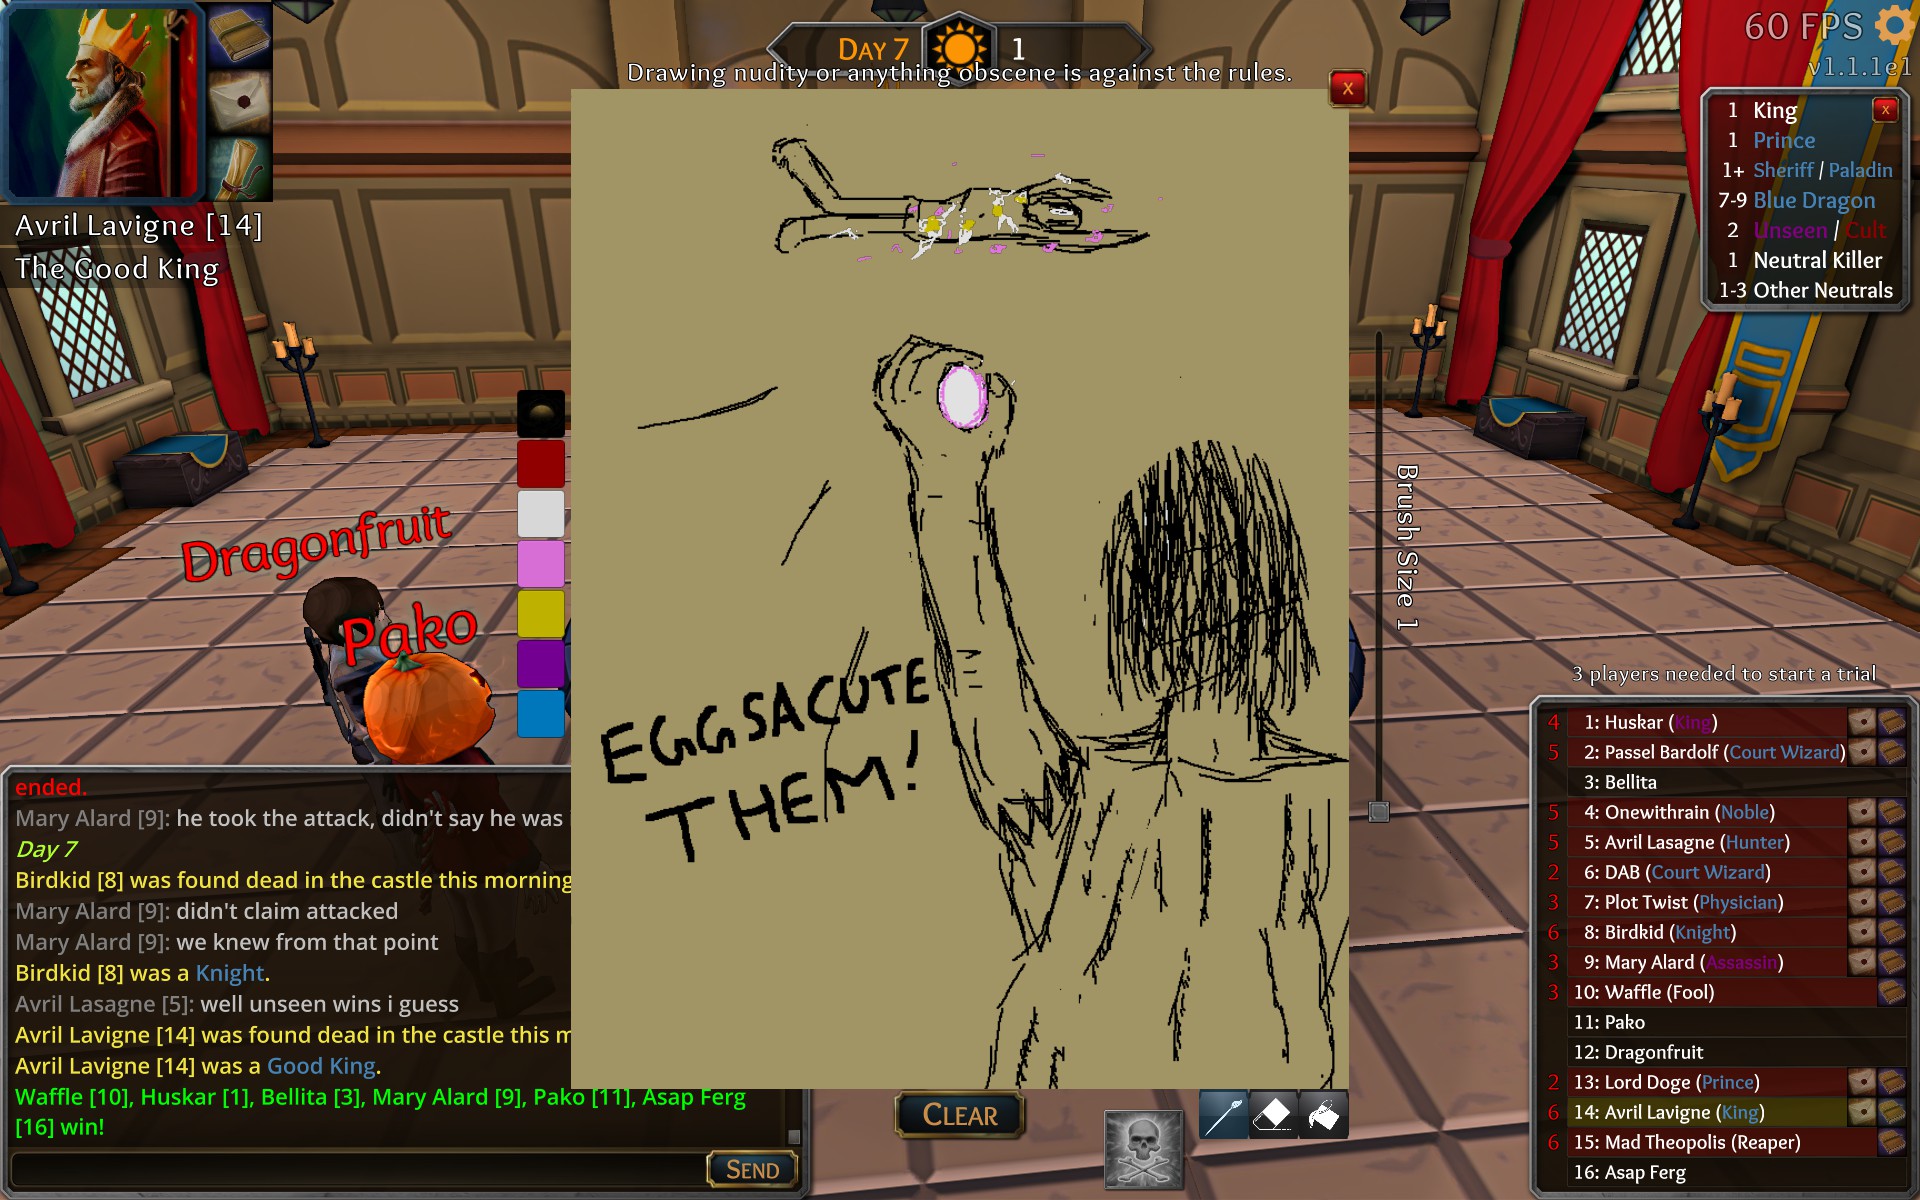 DAY 7 1
Drawing nudity or anything obscene is against the rules.
X
60 FPS
v1.1.1e1
Avril Lavigne [14]
The Good King
1 King X
1 Prince
1+ Sheriff / Paladin
7-9 Blue Dragon
2 Unseen / Cult
1 Neutral Killer
1-3 Other Neutrals
Dragonfruit
Pako
EGGSACUTE
THEM!
Brush Size 1
ended.
Mary Alard [9]: he took the attack, didn't say he was
Day 7
Birdkid [8] was found dead in the castle this morning
Mary Alard [9]: didn't claim attacked
Mary Alard [9]: we knew from that point
Birdkid [8] was a Knight.
Avril Lasagne [5]: well unseen wins i guess
Avril Lavigne [14] was found dead in the castle this m
Avril Lavigne [14] was a Good King.
Waffle [10], Huskar [1], Bellita [3], Mary Alard [9], Pako [11], Asap Ferg
[16] win!
SEND
CLEAR
3 players needed to start a trial
4 1: Huskar (King)
5 2: Passel Bardolf (Court Wizard)
3: Bellita
5 4: Onewithrain (Noble)
5 5: Avril Lasagne (Hunter)
2 6: DAB (Court Wizard)
3 7: Plot Twist (Physician)
6 8: Birdkid (Knight)
3 9: Mary Alard (Assassin)
3 10: Waffle (Fool)
11: Pako
12: Dragonfruit
2 13: Lord Doge (Prince)
6 14: Avril Lavigne (King)
6 15: Mad Theopolis (Reaper)
16: Asap Ferg